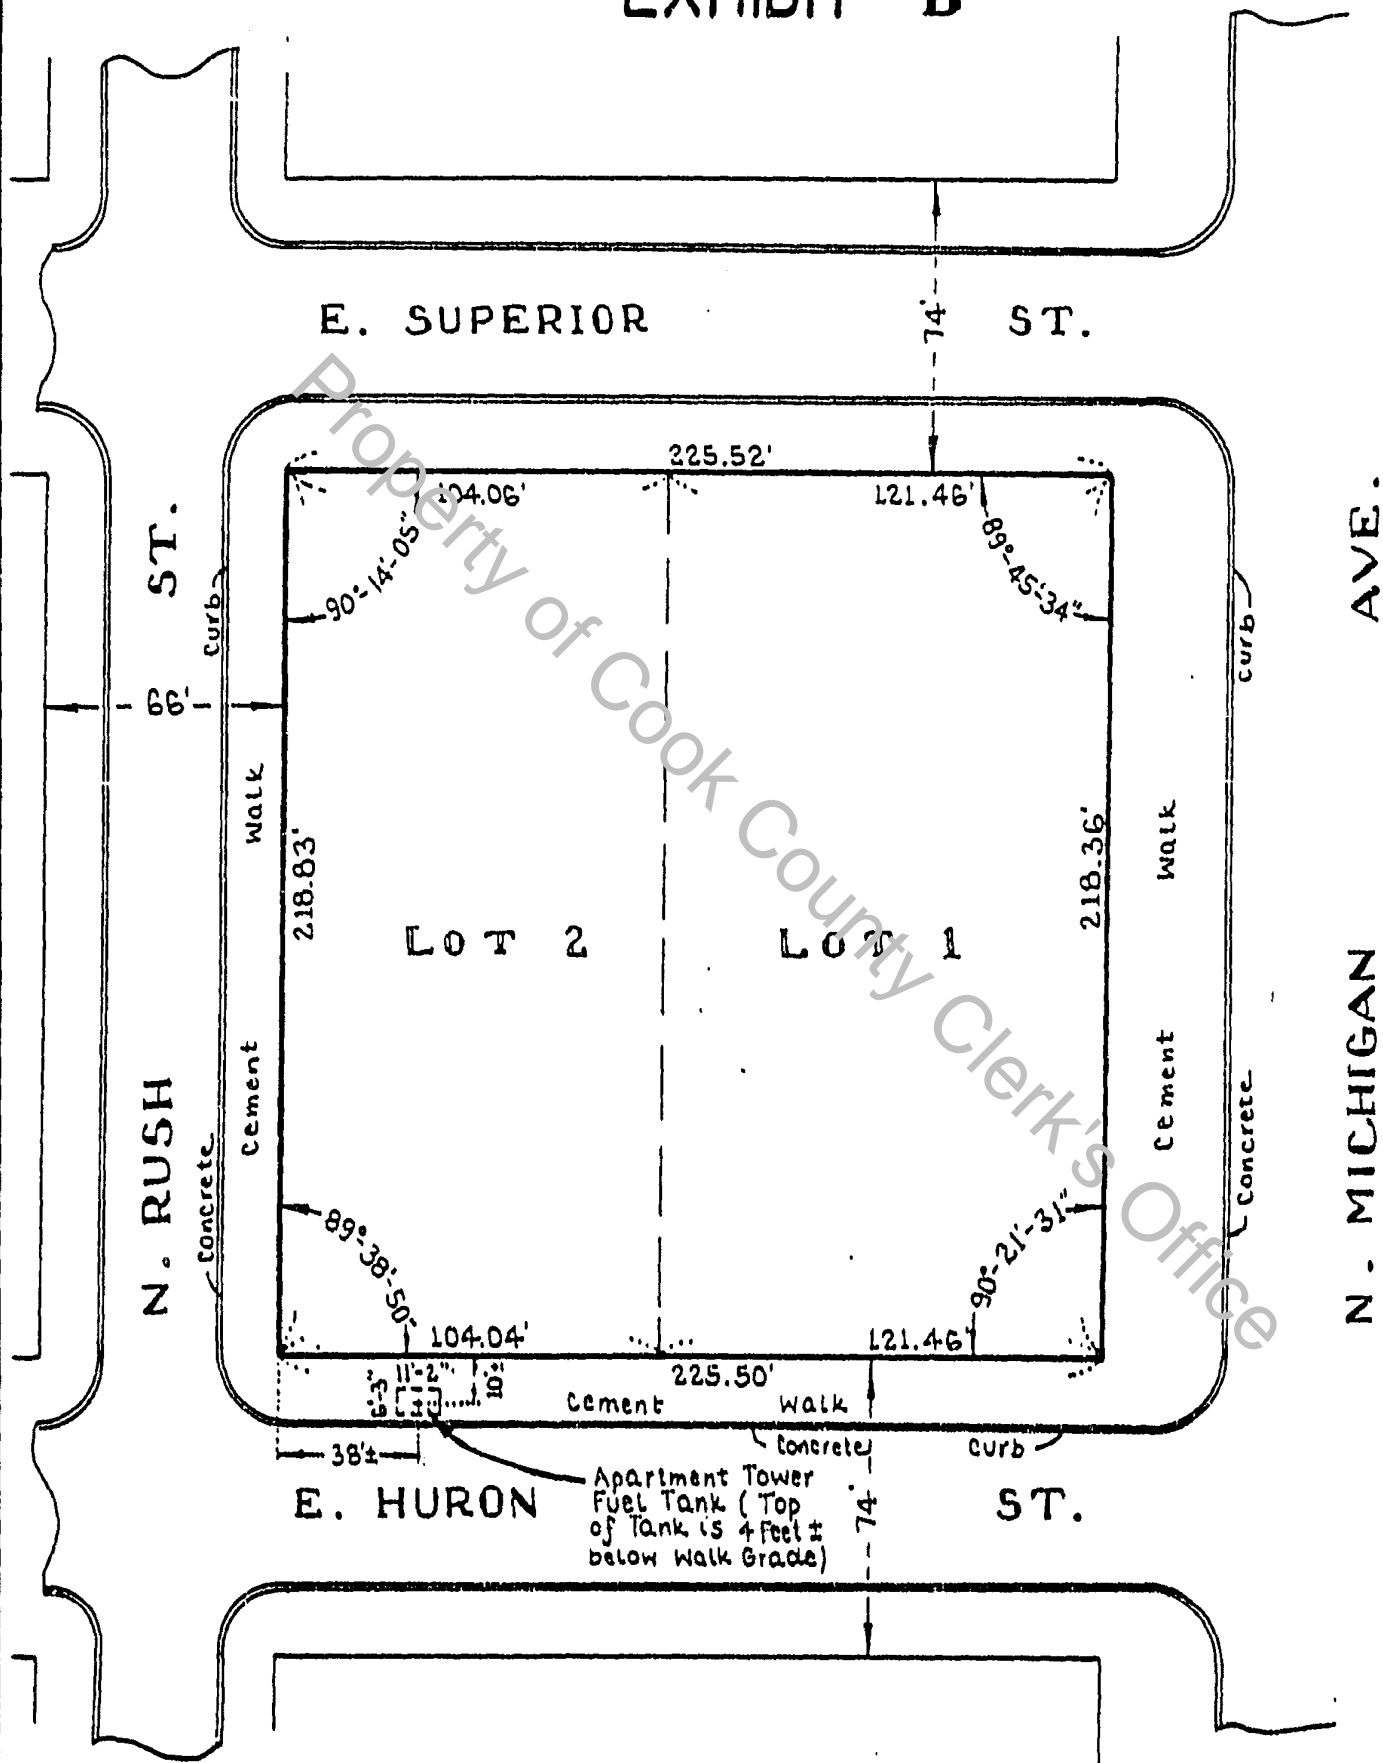 EXHIBIT B
E. SUPERIOR ST.
74'
225.52'
104.06'
121.46'
90°-14'-05"
89°-45'-34"
N. RUSH ST.
Curb
Concrete
66'
Cement Walk
218.83'
LOT 2
LOT 1
218.36'
Cement Walk
Curb
Concrete
N. MICHIGAN AVE.
89°-38'-50"
90°-21'-31"
104.04'
121.46'
225.50'
11'-2"±
10'±
Cement Walk
Concrete Curb
38'±
E. HURON ST.
74'
Apartment Tower
Fuel Tank ( Top
of Tank is 4 Feet ±
below Walk Grade)
Property of Cook County Clerk's Office